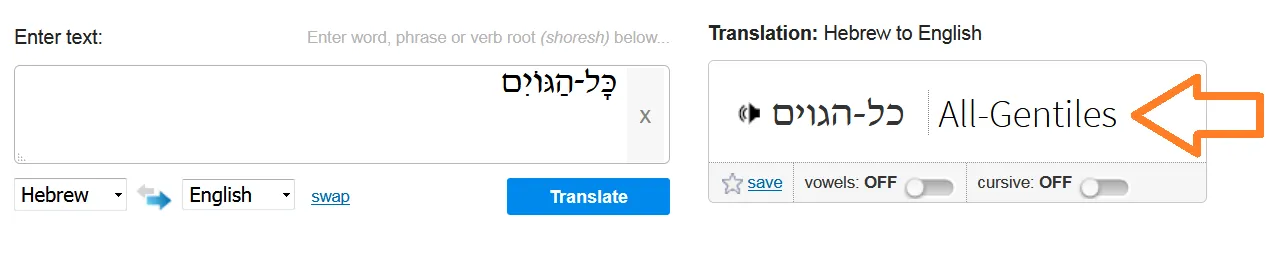 Enter text:
Enter word, phrase or verb root (shoresh) below...
כָּל-הַגּוֹיִם
X
Hebrew
English
swap
Translate
Translation: Hebrew to English
כל-הגוים
All-Gentiles
save
vowels: OFF
cursive: OFF